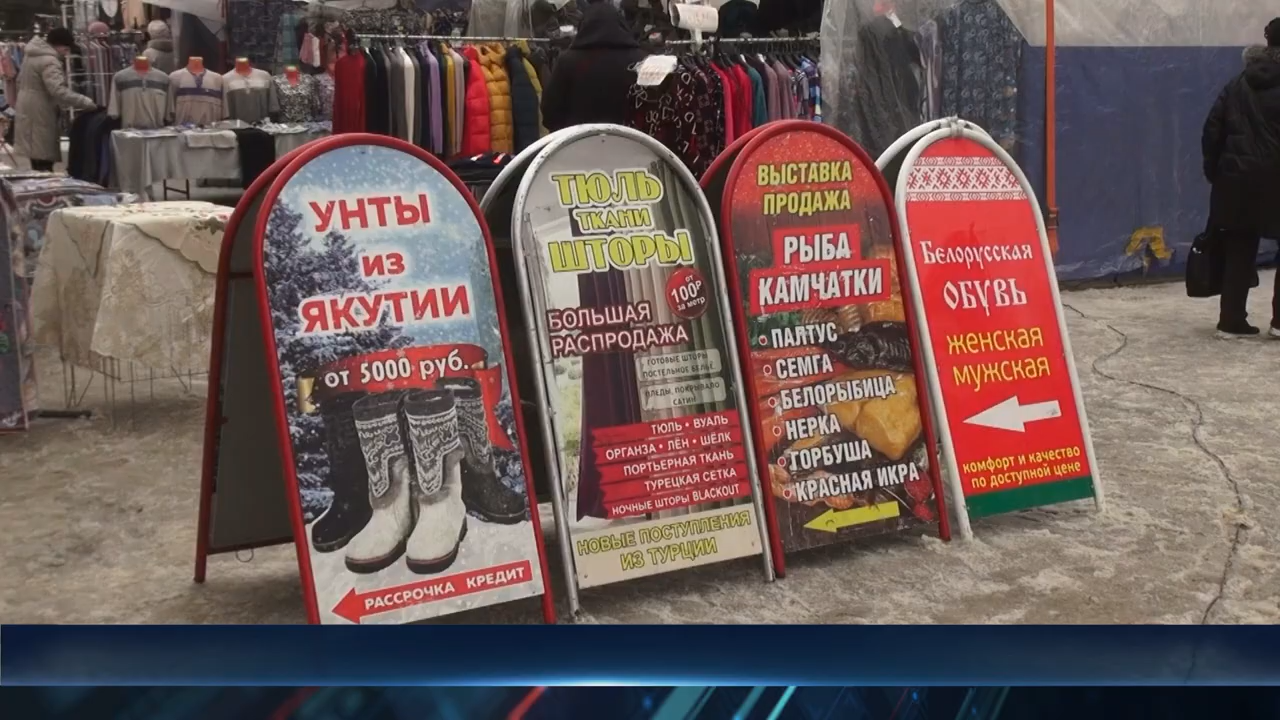 УНТЫ
ИЗ
ЯКУТИИ
от 5000 руб.
РАССРОЧКА КРЕДИТ
ТЮЛЬ
ТКАНИ
ШТОРЫ
от
100Р
за метр
БОЛЬШАЯ
РАСПРОДАЖА
ГОТОВЫЕ ШТОРЫ
ПОСТЕЛЬНОЕ БЕЛЬЁ
ПЛЕДЫ, ПОКРЫВАЛО
САТИН
ТЮЛЬ • ВУАЛЬ
ОРГАНЗА • ЛЁН • ШЁЛК
ПОРТЬЕРНАЯ ТКАНЬ
ТУРЕЦКАЯ СЕТКА
НОЧНЫЕ ШТОРЫ BLACKOUT
НОВЫЕ ПОСТУПЛЕНИЯ
ИЗ ТУРЦИИ
ВЫСТАВКА
ПРОДАЖА
РЫБА
КАМЧАТКИ
ПАЛТУС
СЕМГА
БЕЛОРЫБИЦА
НЕРКА
ГОРБУША
КРАСНАЯ ИКРА
Белорусская
ОБУВЬ
женская
мужская
комфорт и качество
по доступной цене